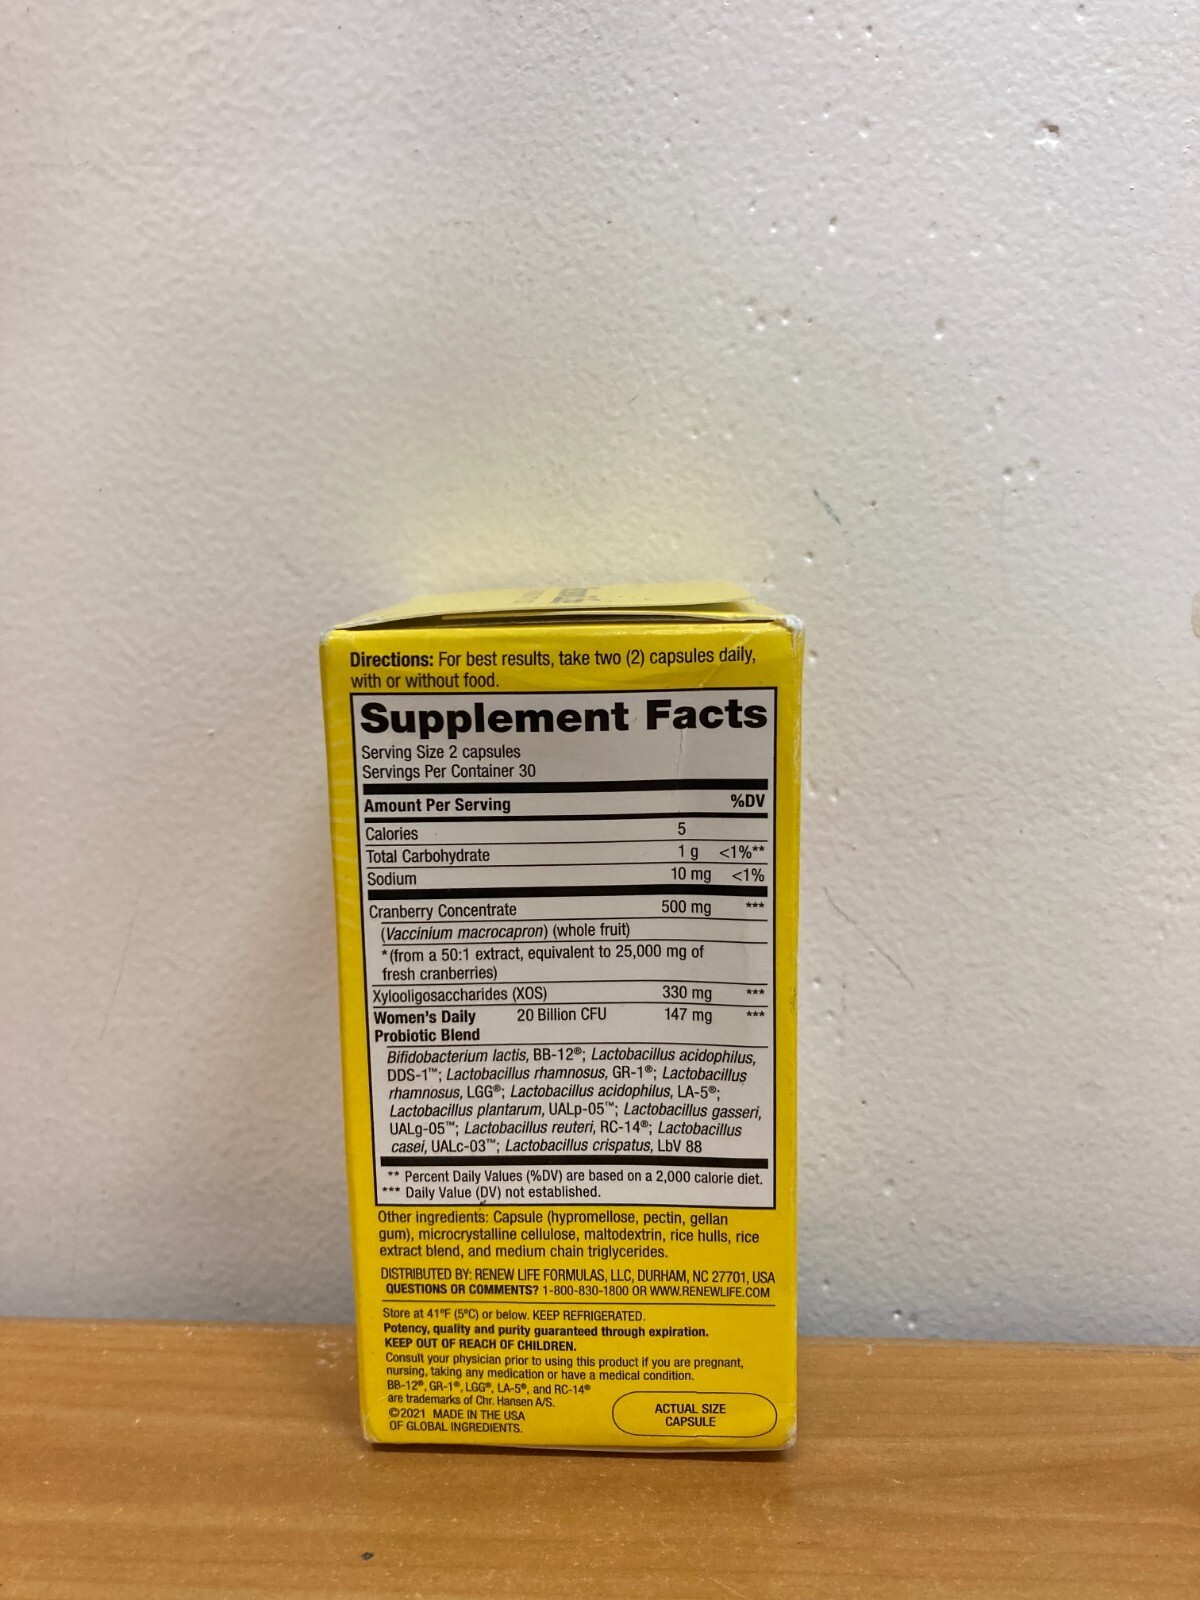 Directions: For best results, take two (2) capsules daily,
with or without food.
Supplement Facts
Serving Size 2 capsules
Servings Per Container 30
Amount Per Serving %DV
Calories 5
Total Carbohydrate 1 g <1%**
Sodium 10 mg <1%
Cranberry Concentrate 500 mg ***
(Vaccinium macrocapron) (whole fruit)
*(from a 50:1 extract, equivalent to 25,000 mg of
fresh cranberries)
Xylooligosaccharides (XOS) 330 mg ***
Women's Daily 20 Billion CFU 147 mg ***
Probiotic Blend
Bifidobacterium lactis, BB-12®; Lactobacillus acidophilus,
DDS-1™; Lactobacillus rhamnosus, GR-1®; Lactobacillus
rhamnosus, LGG®; Lactobacillus acidophilus, LA-5®;
Lactobacillus plantarum, UALp-05™; Lactobacillus gasseri,
UALg-05™; Lactobacillus reuteri, RC-14®; Lactobacillus
casei, UALc-03™; Lactobacillus crispatus, LbV 88
** Percent Daily Values (%DV) are based on a 2,000 calorie diet.
*** Daily Value (DV) not established.
Other ingredients: Capsule (hypromellose, pectin, gellan
gum), microcrystalline cellulose, maltodextrin, rice hulls, rice
extract blend, and medium chain triglycerides.
DISTRIBUTED BY: RENEW LIFE FORMULAS, LLC, DURHAM, NC 27701, USA
QUESTIONS OR COMMENTS? 1-800-830-1800 OR WWW.RENEWLIFE.COM
Store at 41ºF (5ºC) or below. KEEP REFRIGERATED.
Potency, quality and purity guaranteed through expiration.
KEEP OUT OF REACH OF CHILDREN.
Consult your physician prior to using this product if you are pregnant,
nursing, taking any medication or have a medical condition.
BB-12®, GR-1®, LGG®, LA-5®, and RC-14®
are trademarks of Chr. Hansen A/S.
©2021 MADE IN THE USA
OF GLOBAL INGREDIENTS.
ACTUAL SIZE
CAPSULE